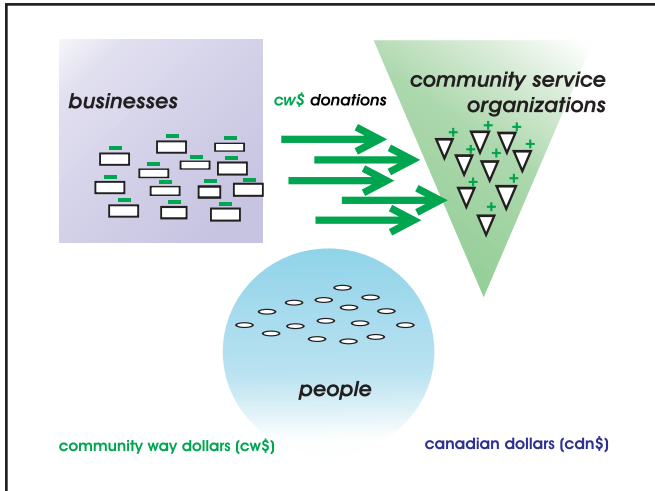 businesses
cw$ donations
community service
organizations
people
community way dollars (cw$)
canadian dollars (cdn$)